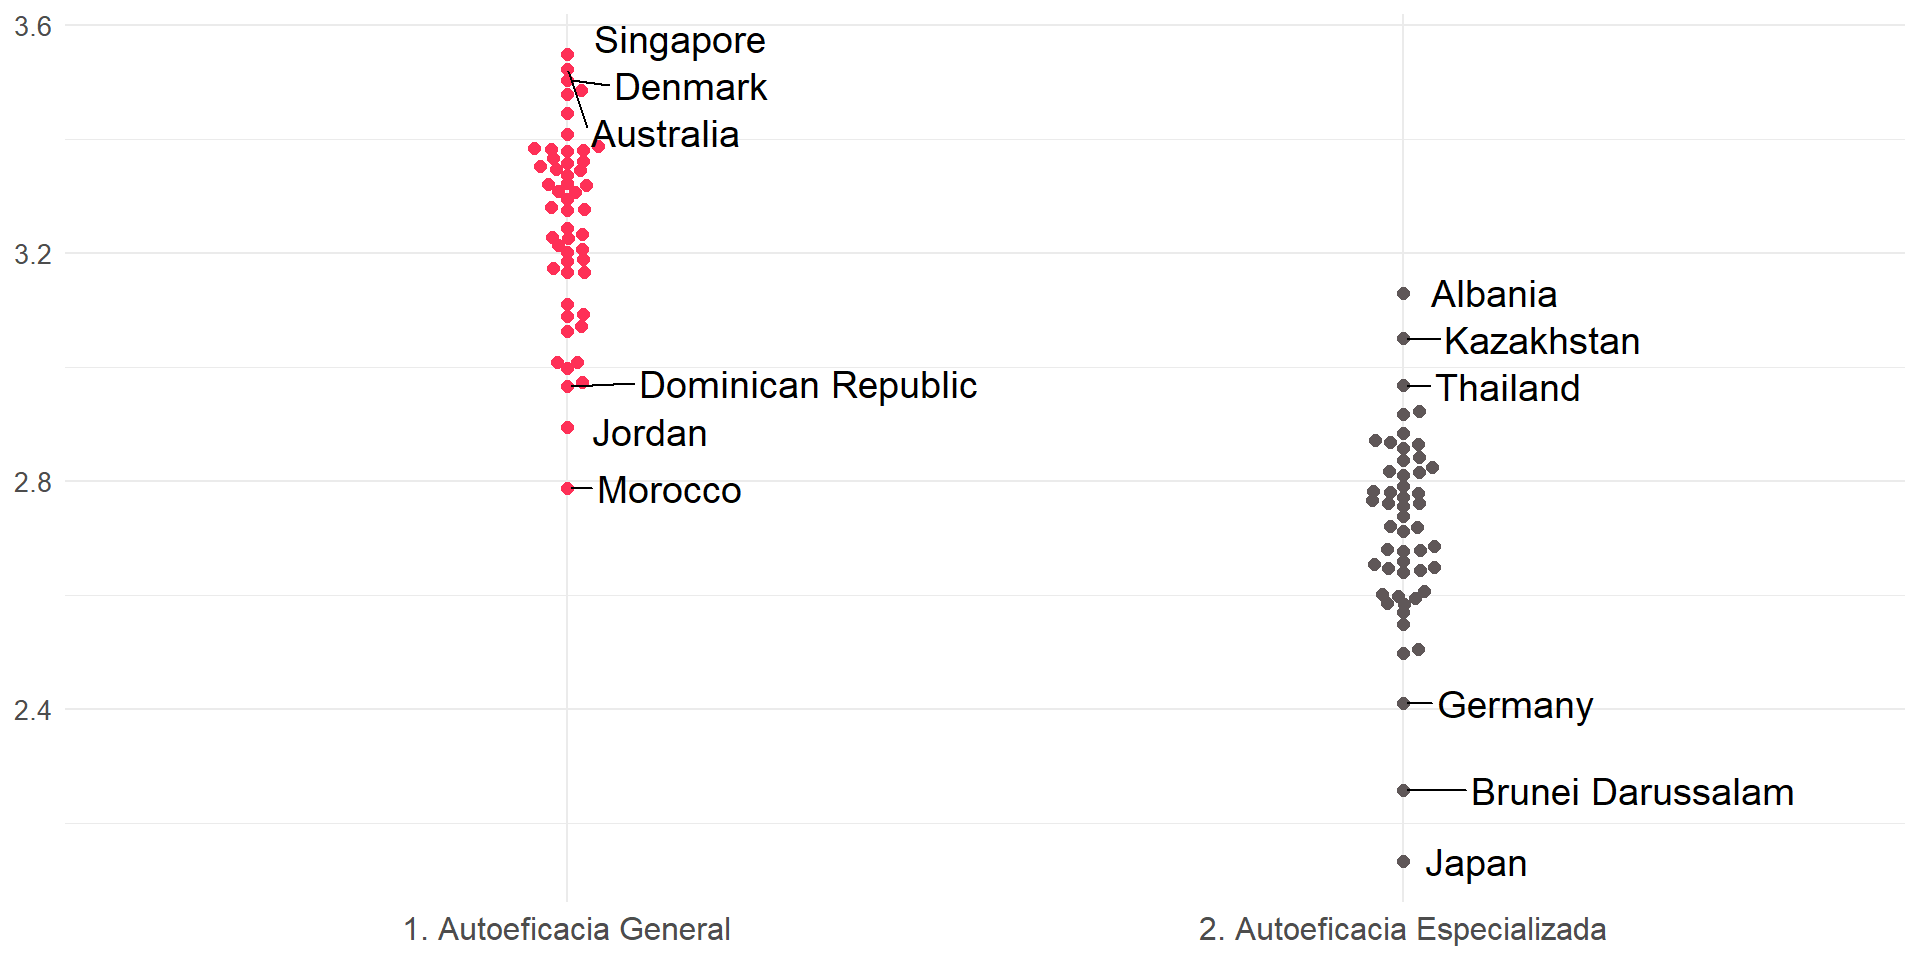 3.6
Singapore
Denmark
Australia
3.2
Albania
Kazakhstan
Dominican Republic
Thailand
Jordan
2.8
Morocco
2.4
Germany
Brunei Darussalam
Japan
1. Autoeficacia General
2. Autoeficacia Especializada